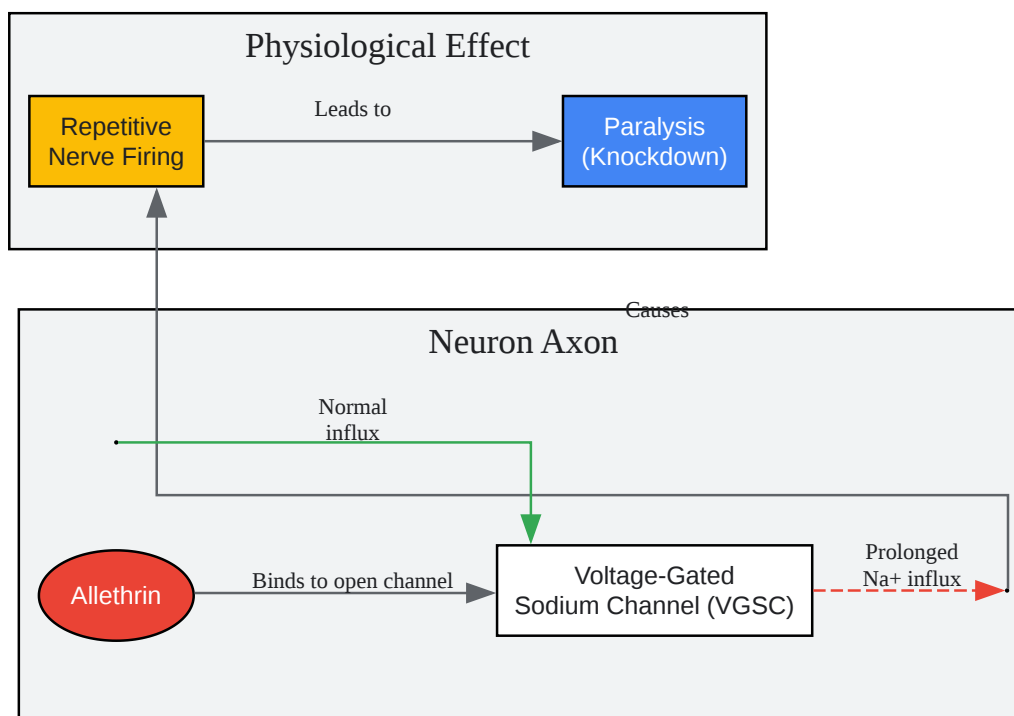 Physiological Effect
Leads to
Repetitive
Nerve Firing
Paralysis
(Knockdown)
Causes
Neuron Axon
Normal
influx
Allethrin
Binds to open channel
Voltage-Gated
Sodium Channel (VGSC)
Prolonged
Na+ influx